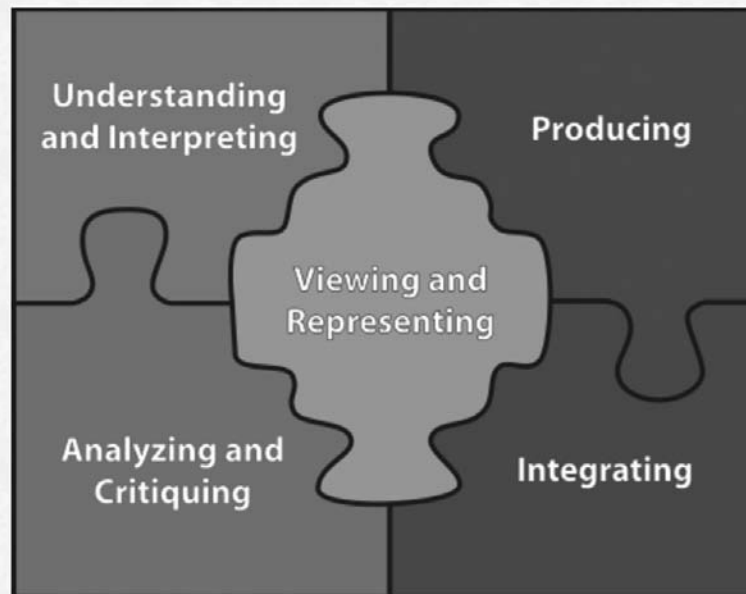 Understanding
and Interpreting
Producing
Viewing and
Representing
Analyzing and
Critiquing
Integrating